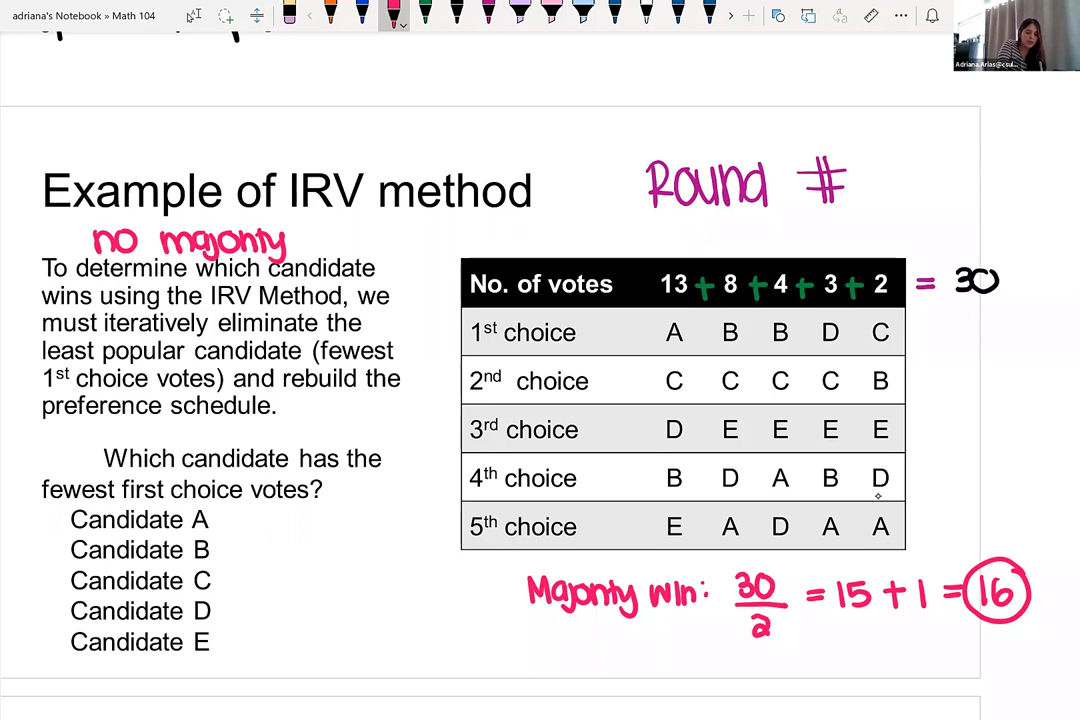 adriana's Notebook » Math 104
Adriana.Arias@csul...
Example of IRV method
Round #
no majority
To determine which candidate
wins using the IRV Method, we
must iteratively eliminate the
least popular candidate (fewest
1st choice votes) and rebuild the
preference schedule.
Which candidate has the
fewest first choice votes?
Candidate A
Candidate B
Candidate C
Candidate D
Candidate E
No. of votes 13 + 8 + 4 + 3 + 2 = 30
1st choice A B B D C
2nd choice C C C C B
3rd choice D E E E E
4th choice B D A B D
5th choice E A D A A
Majority win: 30/2 = 15 + 1 = 16